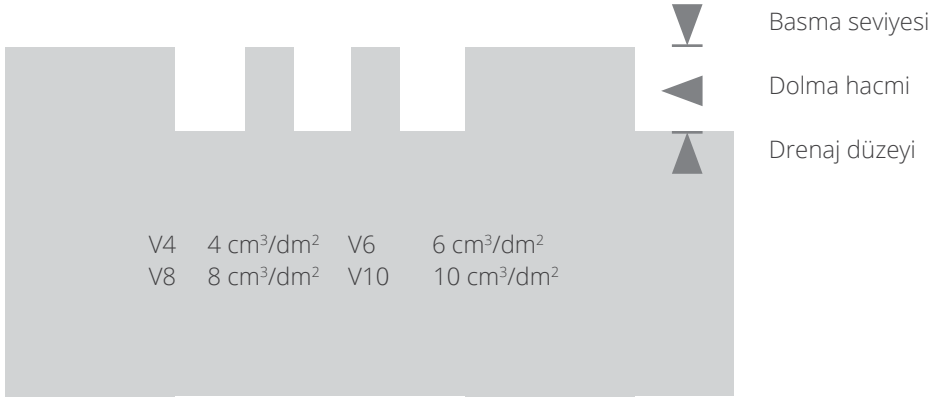 Basma seviyesi
Dolma hacmi
Drenaj düzeyi
V4 4 cm³/dm² V6 6 cm³/dm²
V8 8 cm³/dm² V10 10 cm³/dm²